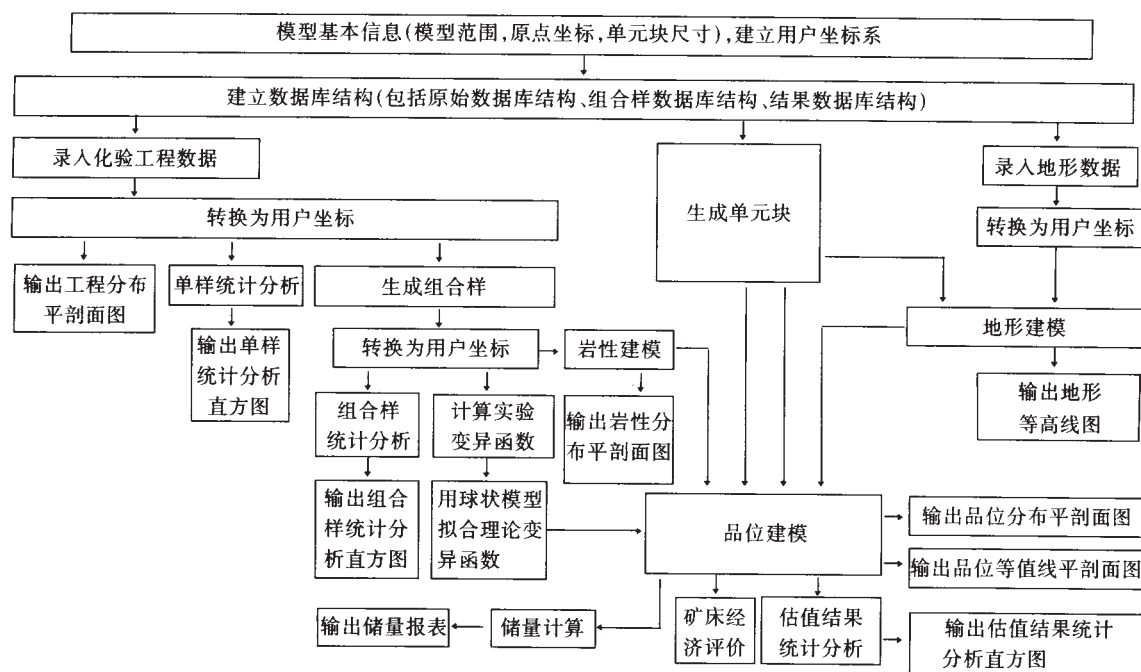 模型基本信息(模型范围,原点坐标,单元块尺寸),建立用户坐标系
建立数据库结构(包括原始数据库结构、组合样数据库结构、结果数据库结构)
录入化验工程数据
生成单元块
录入地形数据
转换为用户坐标
转换为用户坐标
输出工程分布
平剖面图
单样统计分析
生成组合样
地形建模
输出单样
统计分析
直方图
转换为用户坐标
岩性建模
输出地形
等高线图
组合样
统计分析
计算实验
变异函数
输出岩性分
布平剖面图
输出组合
样统计分
析直方图
用球状模型
拟合理论变
异函数
品位建模
输出品位分布平剖面图
输出品位等值线平剖面图
输出储量报表
储量计算
矿床经
济评价
估值结果
统计分析
输出估值结果统计
分析直方图